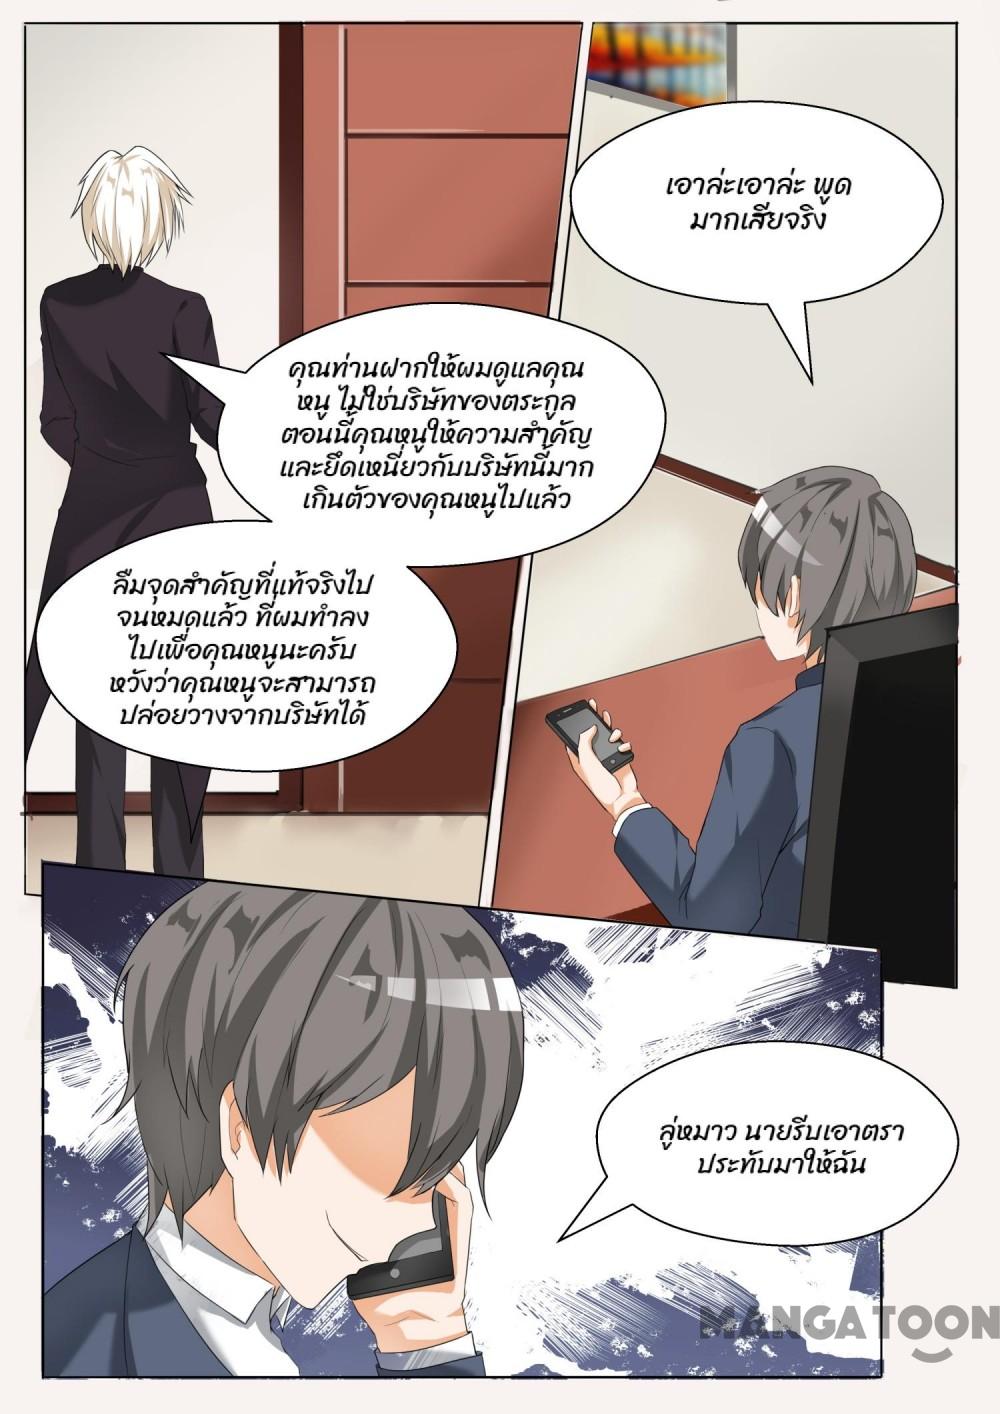 คุณท่านฝากให้ผมดูแลคุณ
หนู ไม่ใช่บริษัทของตระกูล
ตอนนี้คุณหนูให้ความสำคัญ
และยึดเหนี่ยวกับบริษัทนี้มาก
เกินตัวของคุณหนูไปแล้ว
ลืมจุดสำคัญที่แท้จริงไป
จนหมดแล้ว ที่ผมทำลง
ไปเพื่อคุณหนูนะครับ
หวังว่าคุณหนูจะสามารถ
ปล่อยวางจากบริษัทได้
เอาล่ะเอาล่ะ พูด
มากเสียจริง
ลู่หมาว นายรีบเอาตรา
ประทับมาให้ฉัน
MANGATOON